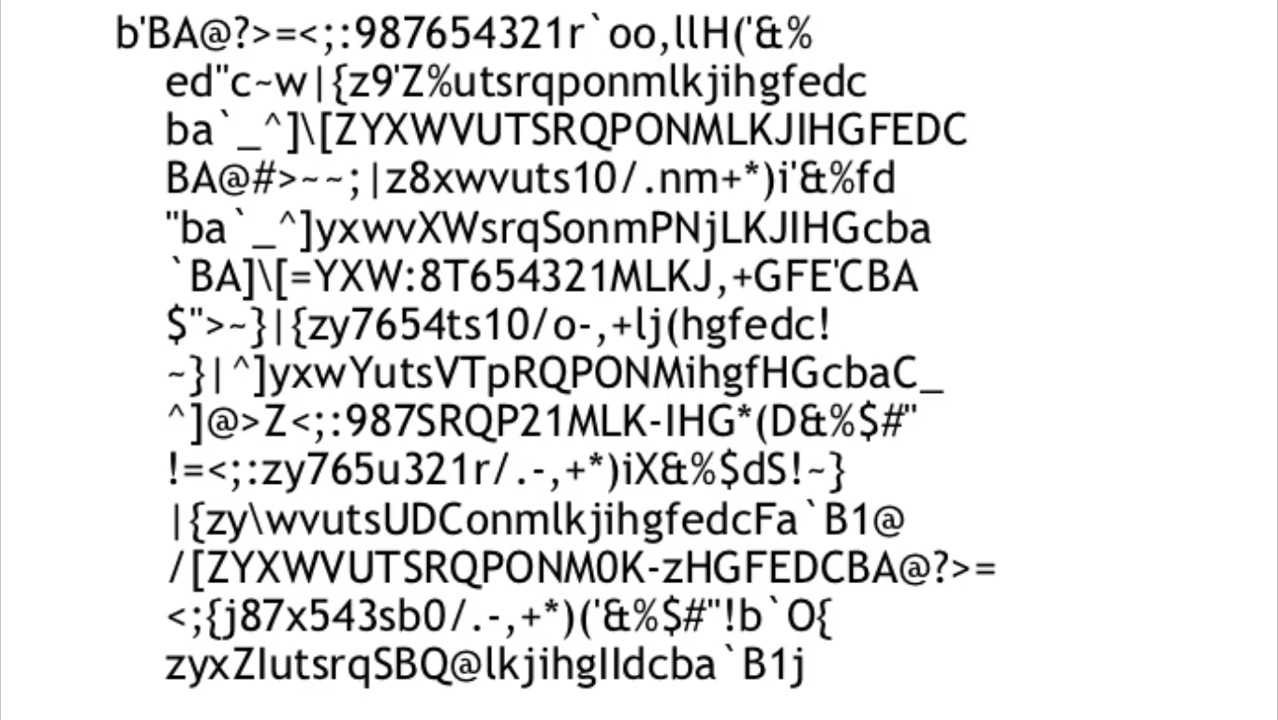 b'BA@?>=<;:987654321r`oo,llH('&%
ed"c~w|{z9'Z%utsrqponmlkjihgfedc
ba`_^]\[ZYXWVUTSRQPONMLKJIHGFEDC
BA@#>~~;|z8xwvuts10/.nm+*)i'&%fd
"ba`_^]yxwvXWsrqSonmPNjLKJIHGcba
`BA]\[=YXW:8T654321MLKJ,+GFE'CBA
$">~}|{zy7654ts10/o-,+lj(hgfedc!
~}|^]yxwYutsVTpRQPONMihgfHGcbaC_
^]@>Z<;:987SRQP21MLK-IHG*(D&%$#"
!=<;:zy765u321r/.-,+*)iX&%$dS!~}
|{zy\wvutsUDConmlkjihgfedcFa`B1@
/[ZYXWVUTSRQPONM0K-zHGFEDCBA@?>=
<;{j87x543sb0/.-,+*)('&%$#"!b`O{
zyxZIutsrqSBQ@lkjihgIIdcba`B1j